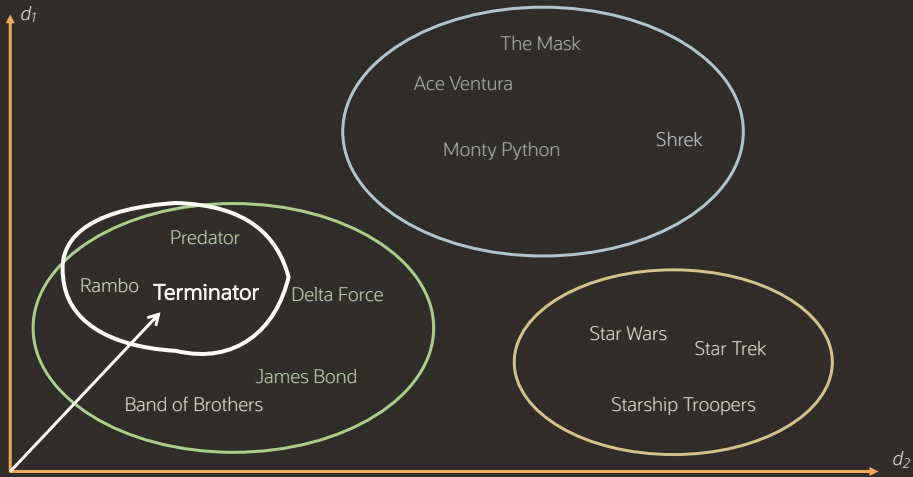 d1
The Mask
Ace Ventura
Shrek
Monty Python
Predator
Rambo
Terminator
Delta Force
Star Wars
Star Trek
James Bond
Band of Brothers
Starship Troopers
d2